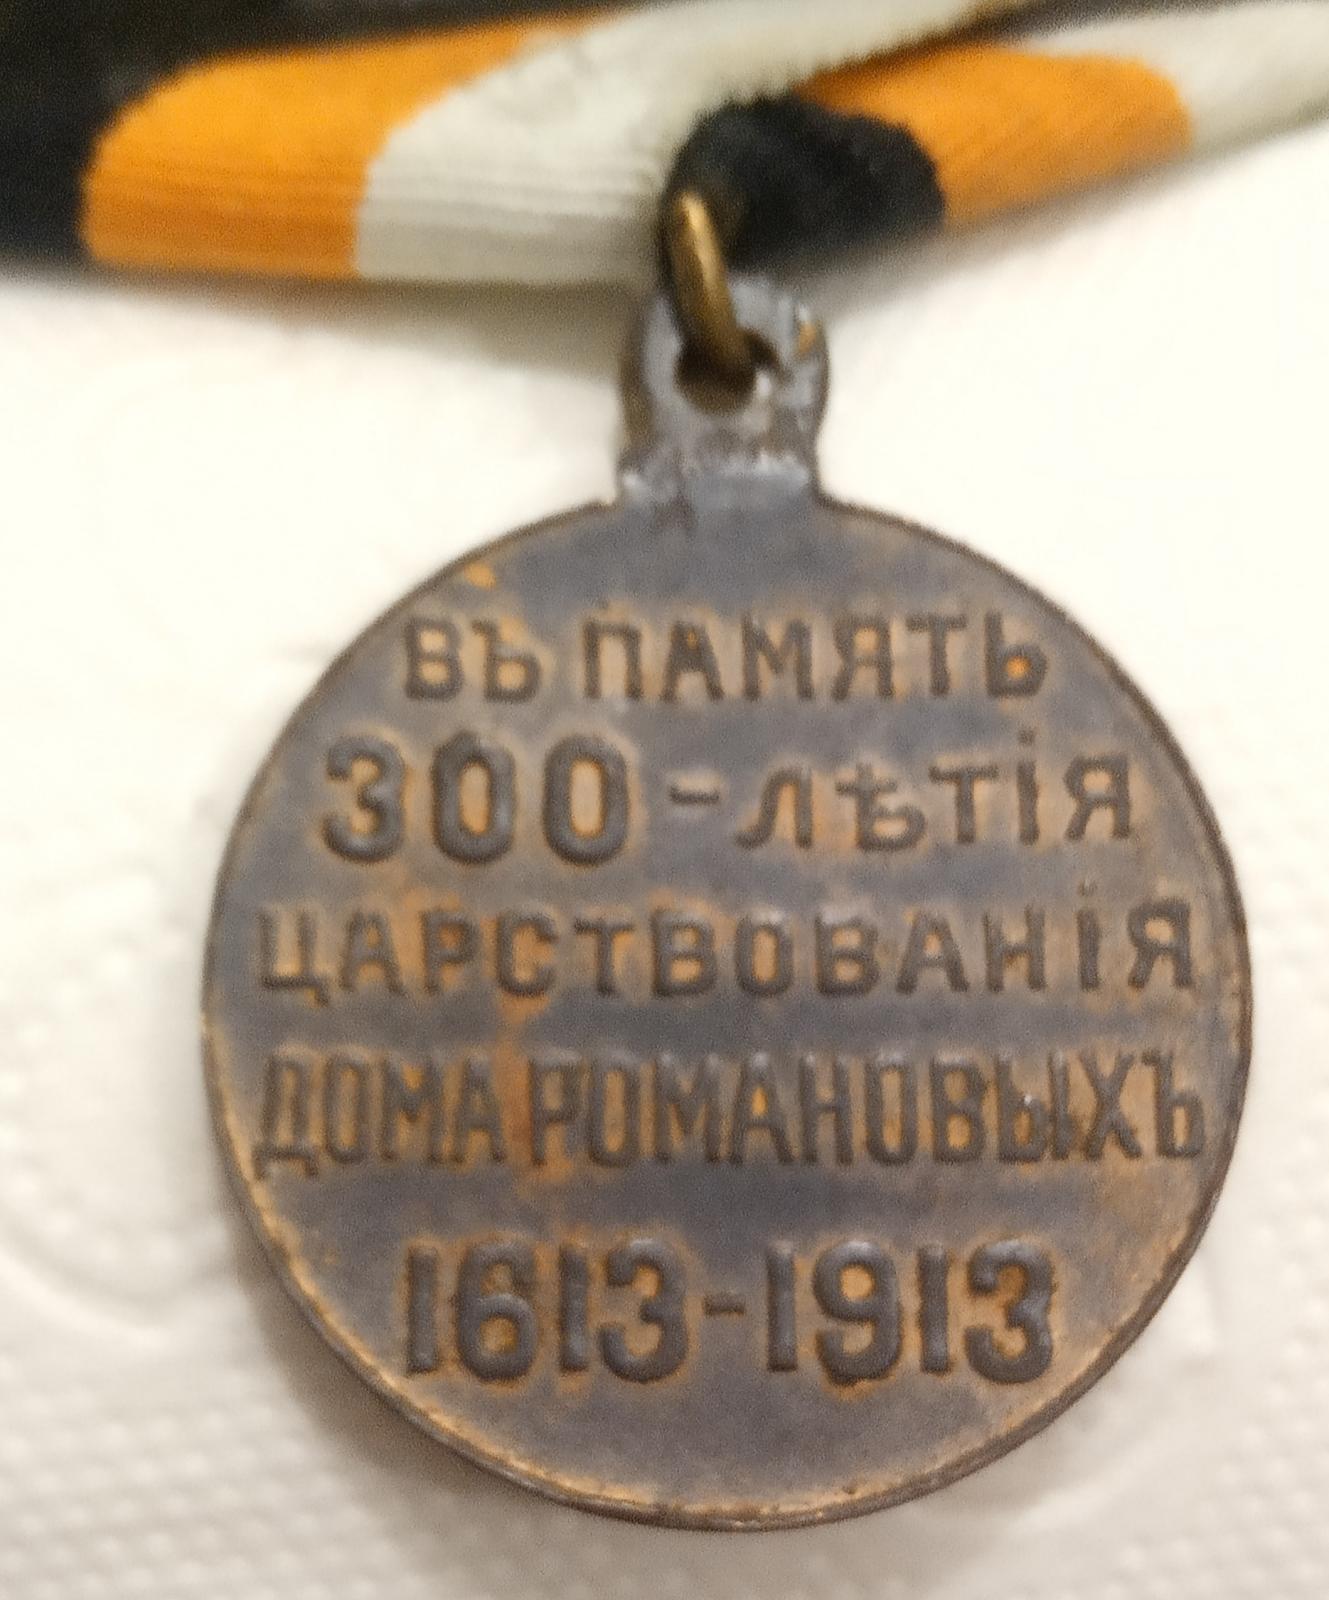 ВЪ ПАМЯТЬ
300-ЛѢТІЯ
ЦАРСТВОВАНІЯ
ДОМА РОМАНОВЫХЪ
1613-1913